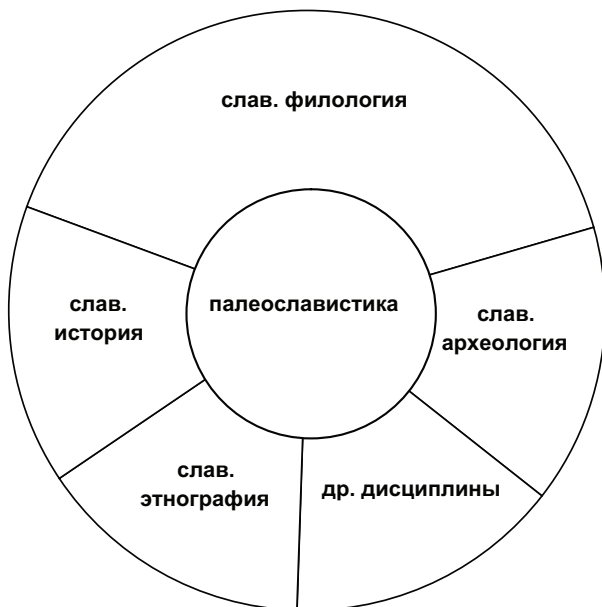 слав. филология
слав.
история
палеославистика
слав.
археология
слав.
этнография
др. дисциплины